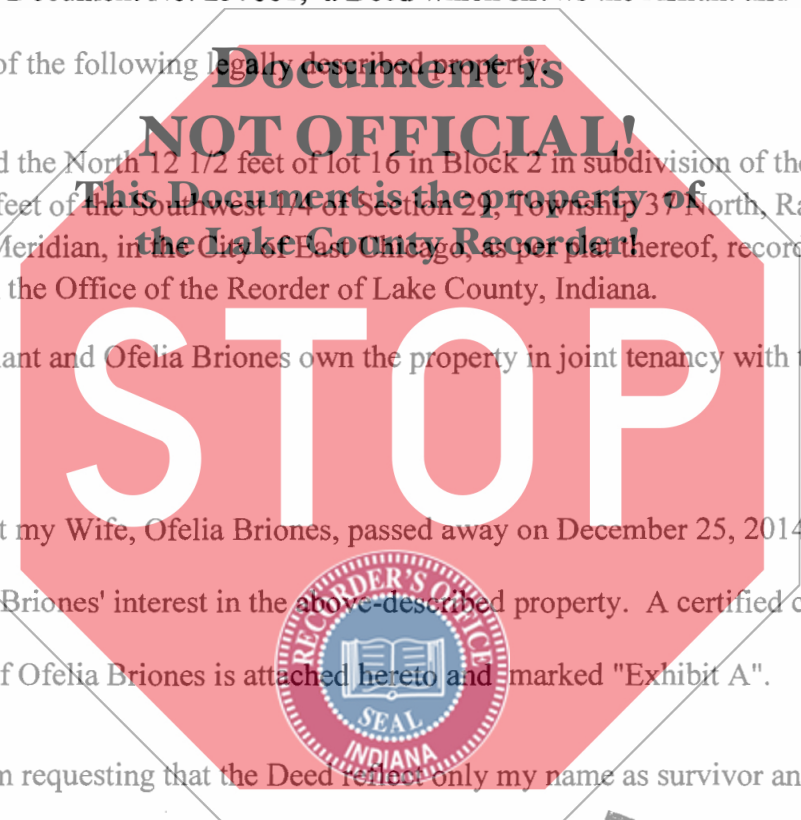 of the following legally described property:
Document is
NOT OFFICIAL!
d the North 12 1/2 feet of lot 16 in Block 2 in subdivision of the
This Document is the property of
feet of the Southwest 1/4 of Section 29, Township 37 North, Ra
the Lake County Recorder!
Meridian, in the City of East Chicago, as per plat thereof, record
the Office of the Reorder of Lake County, Indiana.
ant and Ofelia Briones own the property in joint tenancy with t
STOP
t my Wife, Ofelia Briones, passed away on December 25, 2014
Briones' interest in the above-described property. A certified c
RECORDER'S OFFICE
f Ofelia Briones is attached hereto and marked "Exhibit A".
SEAL
INDIANA
m requesting that the Deed reflect only my name as survivor an